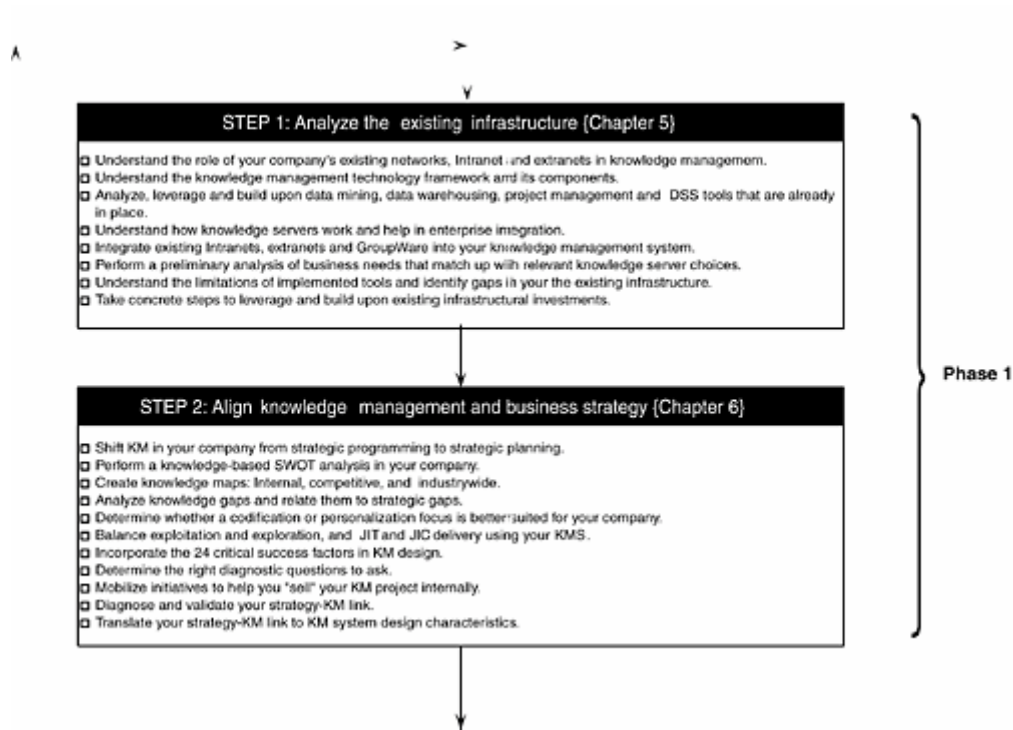 STEP 1: Analyze the existing infrastructure {Chapter 5}
Understand the role of your company's existing networks, Intranet and extranets in knowledge management.
Understand the knowledge management technology framework and its components.
Analyze, leverage and build upon data mining, data warehousing, project management and DSS tools that are already
in place.
Understand how knowledge servers work and help in enterprise integration.
Integrate existing Intranets, extranets and GroupWare into your knowledge management system.
Perform a preliminary analysis of business needs that match up with relevant knowledge server choices.
Understand the limitations of implemented tools and identify gaps in your the existing infrastructure.
Take concrete steps to leverage and build upon existing infrastructural investments.
Phase 1
STEP 2: Align knowledge management and business strategy {Chapter 6}
Shift KM in your company from strategic programming to strategic planning.
Perform a knowledge-based SWOT analysis in your company.
Create knowledge maps: Internal, competitive, and industrywide.
Analyze knowledge gaps and relate them to strategic gaps.
Determine whether a codification or personalization focus is better suited for your company.
Balance exploitation and exploration, and JIT and JIC delivery using your KMS.
Incorporate the 24 critical success factors in KM design.
Determine the right diagnostic questions to ask.
Mobilize initiatives to help you "sell" your KM project internally.
Diagnose and validate your strategy-KM link.
Translate your strategy-KM link to KM system design characteristics.